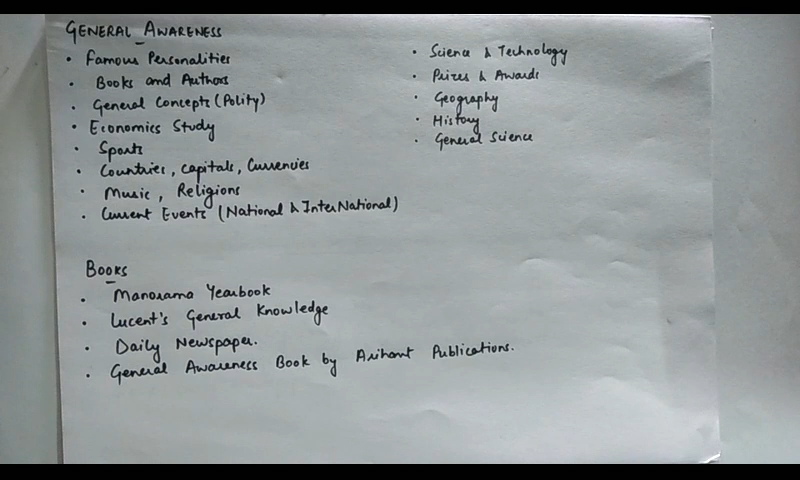 GENERAL AWARENESS
• Famous Personalities
• Books and Authors
• General Concepts (Polity)
• Economics Study
• Sports
• Countries, Capitals, Currencies
• Music, Religions
• Current Events (National & InterNational)
• Science & Technology
• Prizes & Awards
• Geography
• History
• General Science
BOOKS
• Manorama Yearbook
• Lucent's General Knowledge
• Daily Newspaper.
• General Awareness Book by Arihant Publications.